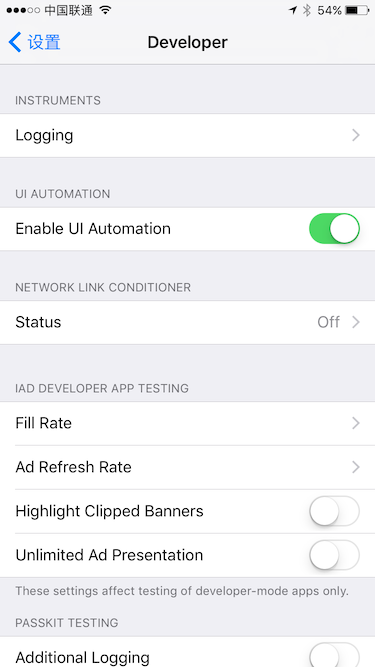 中国联通 54%
设置 Developer
INSTRUMENTS
Logging
UI AUTOMATION
Enable UI Automation
NETWORK LINK CONDITIONER
Status Off
IAD DEVELOPER APP TESTING
Fill Rate
Ad Refresh Rate
Highlight Clipped Banners
Unlimited Ad Presentation
These settings affect testing of developer-mode apps only.
PASSKIT TESTING
Additional Logging